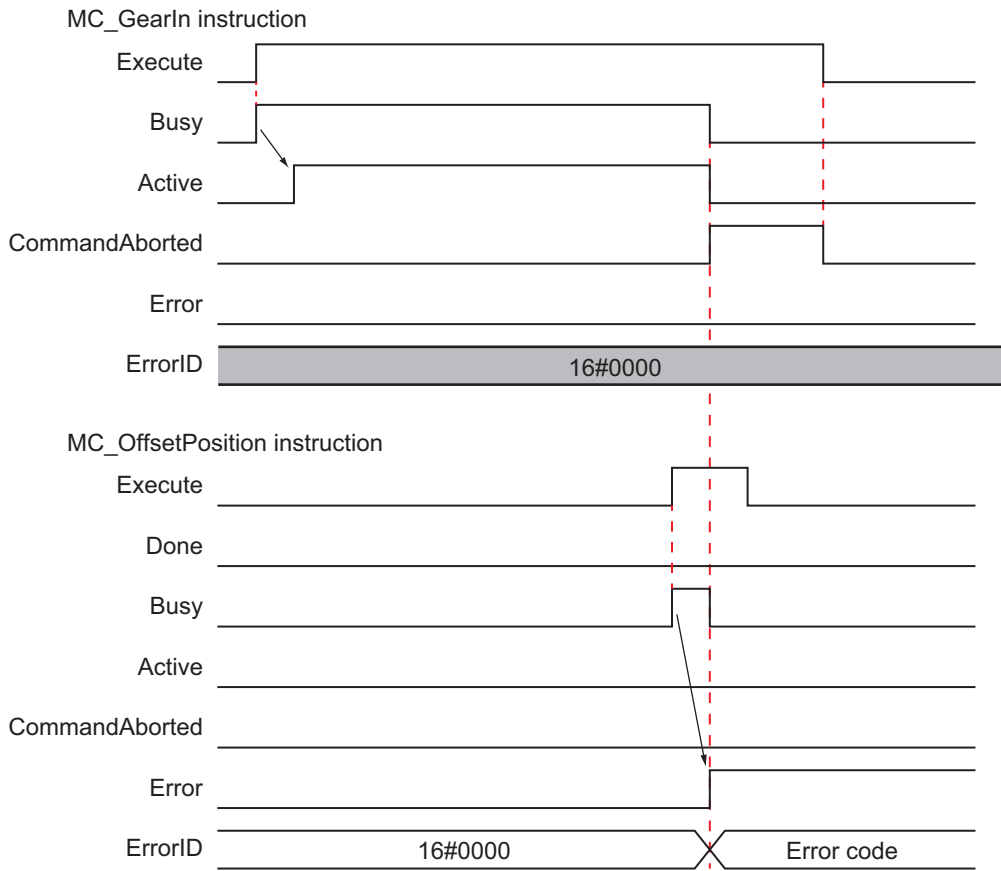 MC_GearIn instruction
Execute
Busy
Active
CommandAborted
Error
ErrorID 16#0000
MC_OffsetPosition instruction
Execute
Done
Busy
Active
CommandAborted
Error
ErrorID 16#0000 Error code